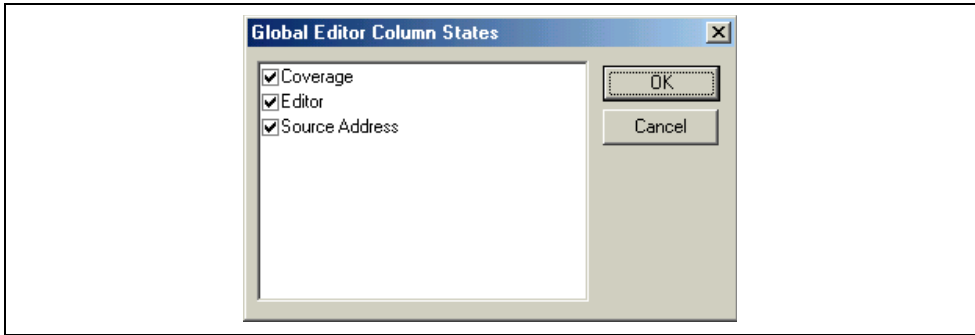 Global Editor Column States
Coverage
Editor
Source Address
OK
Cancel